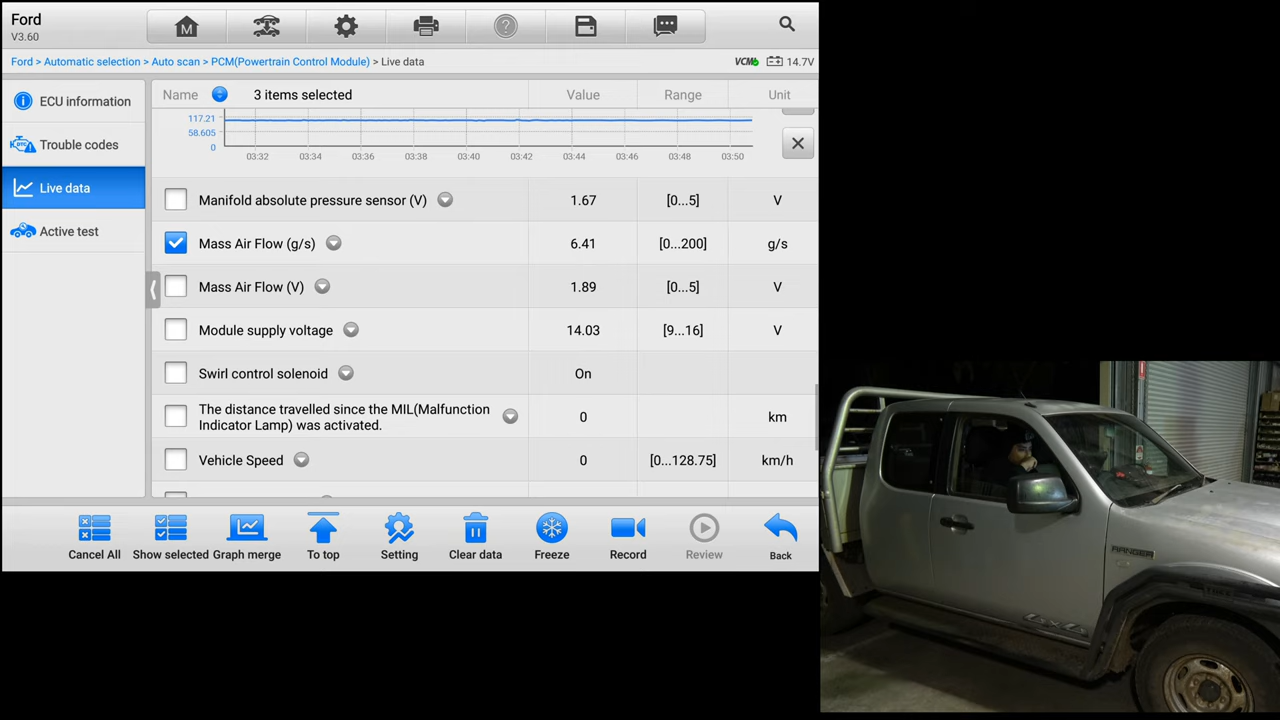 Ford
V3.60
M
?
Ford > Automatic selection > Auto scan > PCM(Powertrain Control Module) > Live data
VCMI 14.7V
ECU information
Trouble codes
Live data
Active test
Name 3 items selected Value Range Unit
117.21
58.605
0
03:32 03:34 03:36 03:38 03:40 03:42 03:44 03:46 03:48 03:50
Manifold absolute pressure sensor (V) 1.67 [0...5] V
Mass Air Flow (g/s) 6.41 [0...200] g/s
Mass Air Flow (V) 1.89 [0...5] V
Module supply voltage 14.03 [9...16] V
Swirl control solenoid On
The distance travelled since the MIL(Malfunction
Indicator Lamp) was activated. 0 km
Vehicle Speed 0 [0...128.75] km/h
Cancel All Show selected Graph merge To top Setting Clear data Freeze Record Review Back
RANGER
4x4